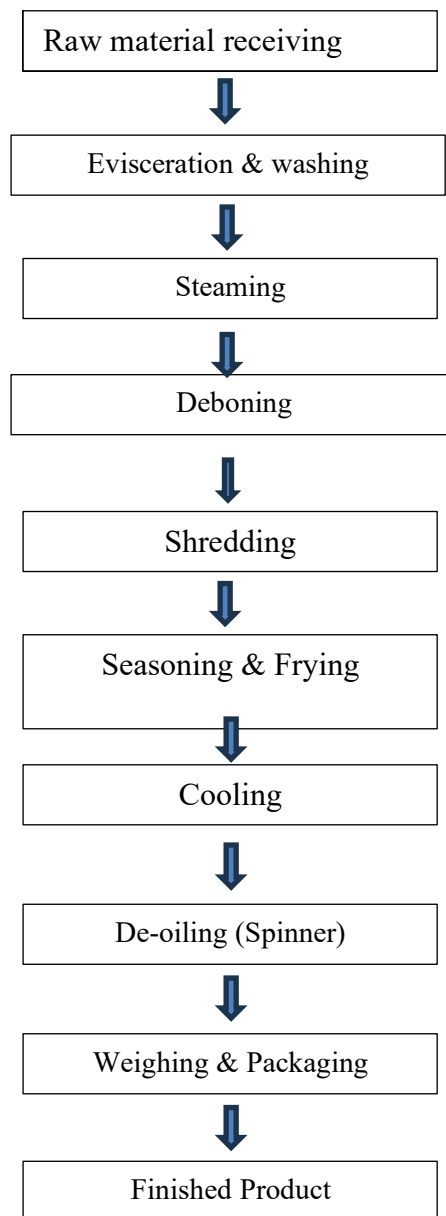 Raw material receiving
Evisceration & washing
Steaming
Deboning
Shredding
Seasoning & Frying
Cooling
De-oiling (Spinner)
Weighing & Packaging
Finished Product